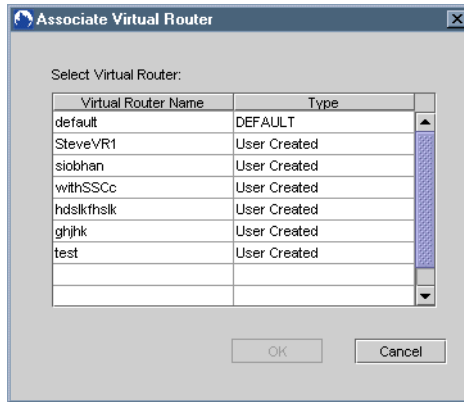 Associate Virtual Router
Select Virtual Router:
Virtual Router Name Type
default DEFAULT
SteveVR1 User Created
siobhan User Created
withSSCc User Created
hdslkfhslk User Created
ghjhk User Created
test User Created
OK Cancel